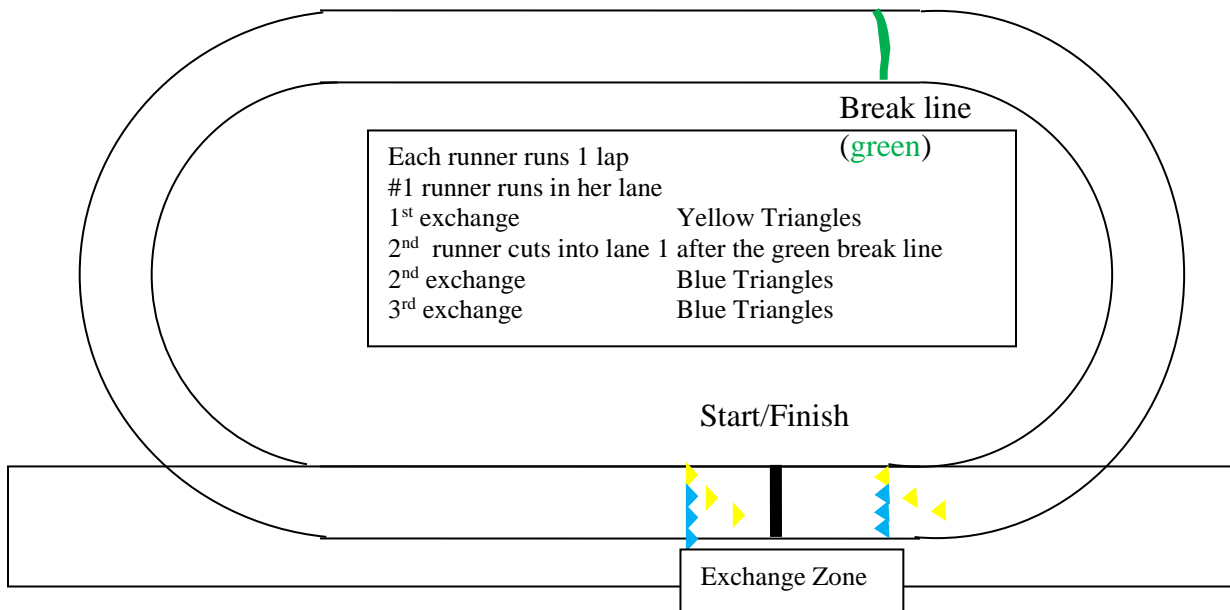 Break line
(green)
Each runner runs 1 lap
#1 runner runs in her lane
1st exchange Yellow Triangles
2nd runner cuts into lane 1 after the green break line
2nd exchange Blue Triangles
3rd exchange Blue Triangles
Start/Finish
Exchange Zone